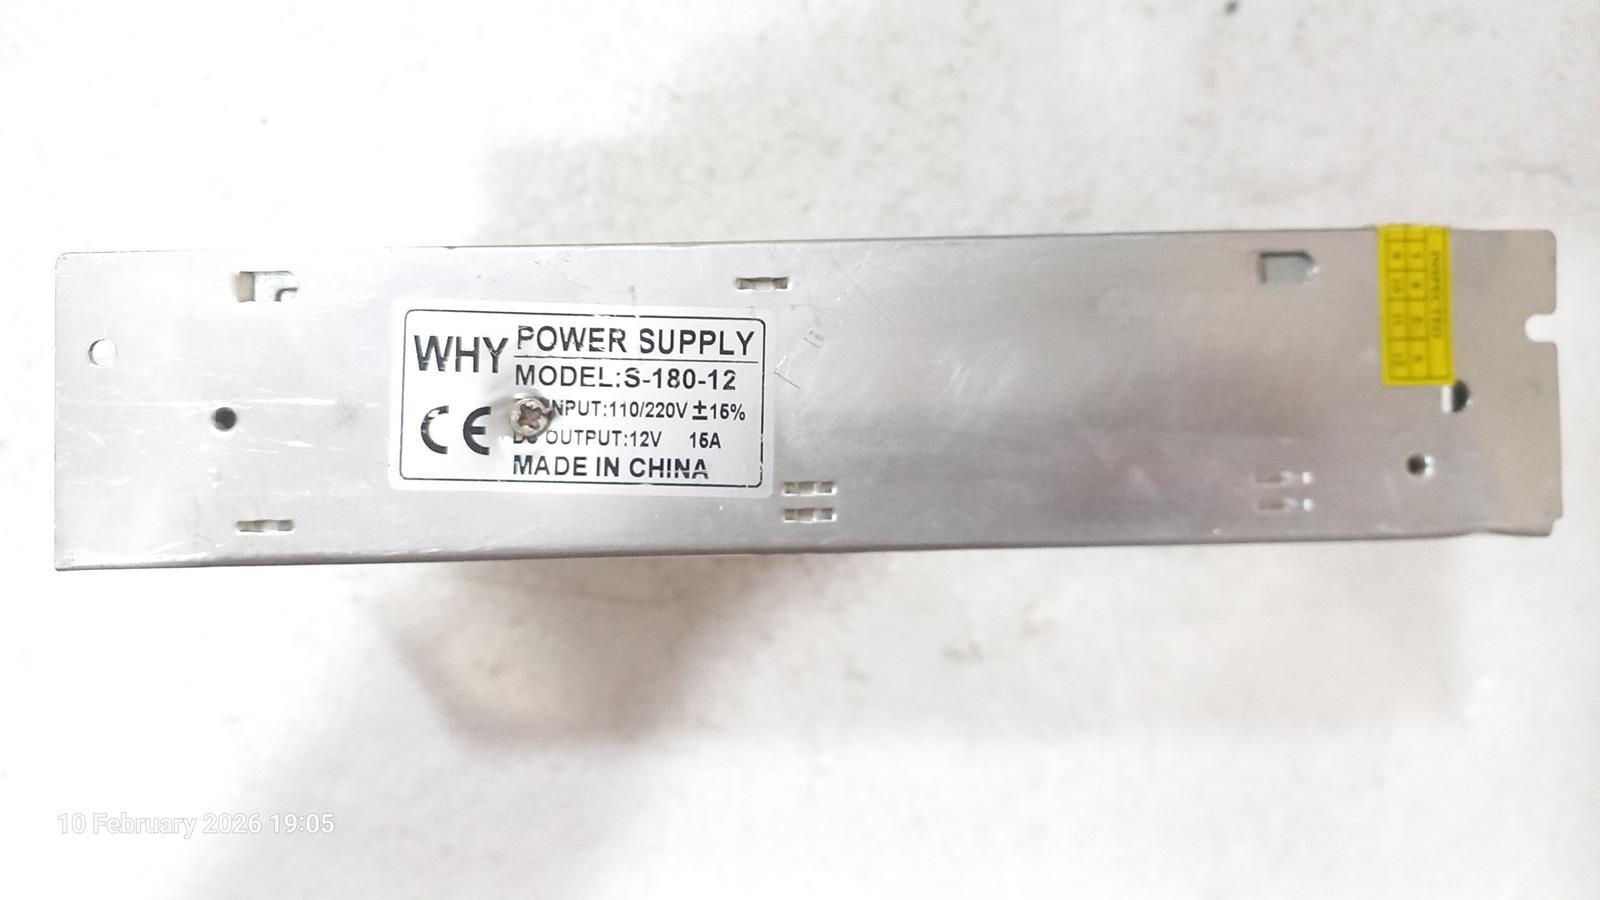 WHY
POWER SUPPLY
MODEL:S-180-12
INPUT:110/220V ±15%
OUTPUT:12V 15A
CE
MADE IN CHINA
10 February 2026 19:05